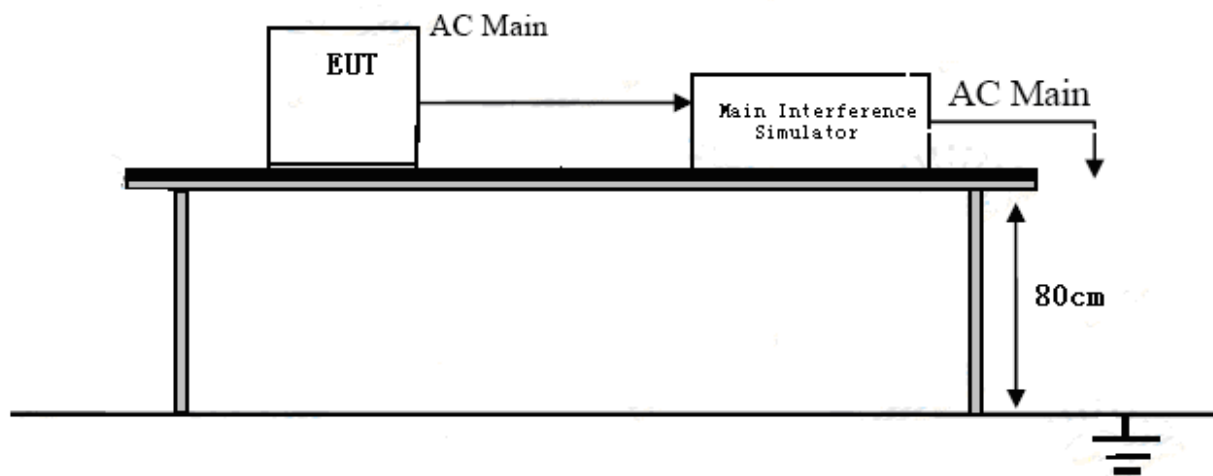 AC Main
EUT
AC Main
Main Interference
Simulator
80cm